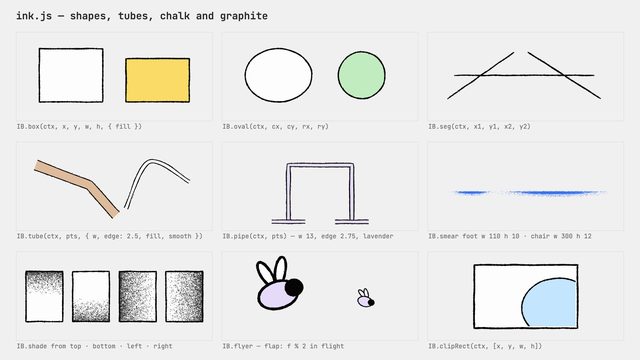 ink.js — shapes, tubes, chalk and graphite
IB.box(ctx, x, y, w, h, { fill })
IB.oval(ctx, cx, cy, rx, ry)
IB.seg(ctx, x1, y1, x2, y2)
IB.tube(ctx, pts, { w, edge: 2.5, fill, smooth })
IB.pipe(ctx, pts) — w 13, edge 2.75, lavender
IB.smear foot w 110 h 10 · chair w 300 h 12
IB.shade from top · bottom · left · right
IB.flyer — flap: f % 2 in flight
IB.clipRect(ctx, [x, y, w, h])